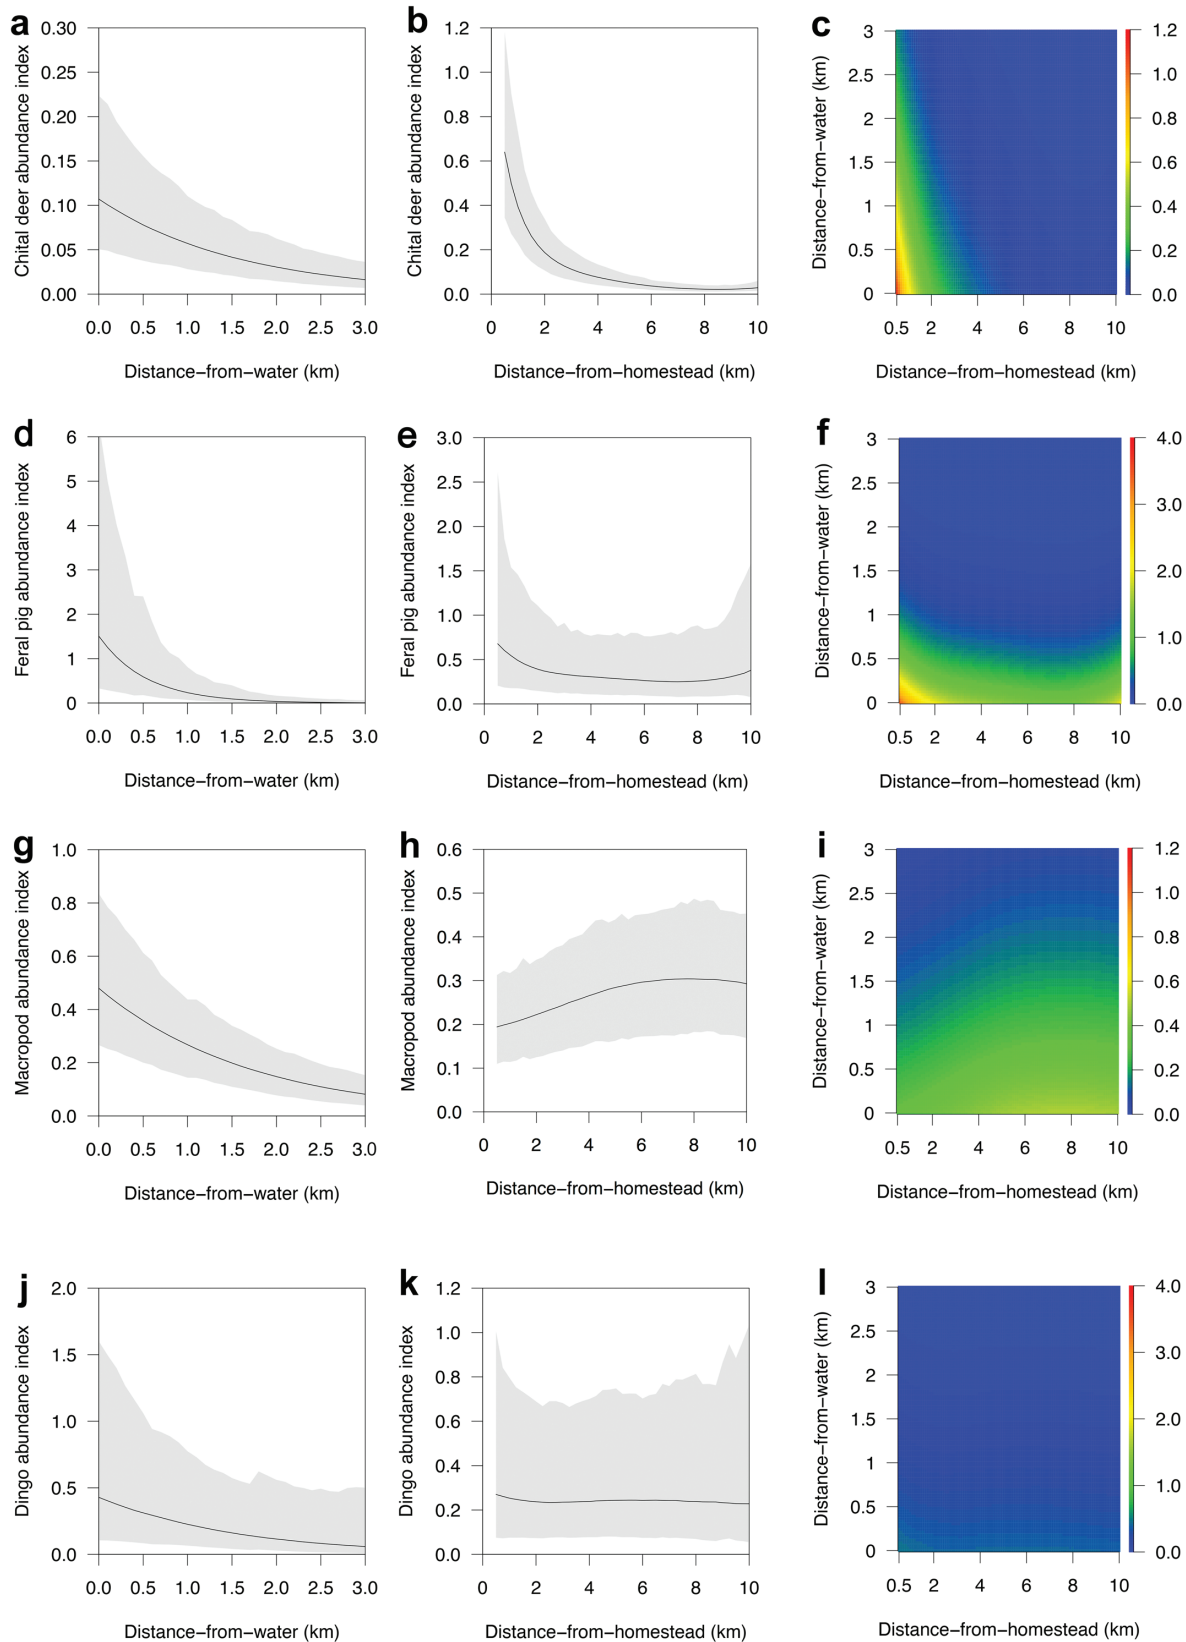 a
Chital deer abundance index
0.30
0.25
0.20
0.15
0.10
0.05
0.00
0.0 0.5 1.0 1.5 2.0 2.5 3.0
Distance−from−water (km)
b
Chital deer abundance index
1.2
1.0
0.8
0.6
0.4
0.2
0.0
0 2 4 6 8 10
Distance−from−homestead (km)
c
Distance−from−water (km)
3
2.5
2
1.5
1
0.5
0
0.5 2 4 6 8 10
Distance−from−homestead (km)
1.2
1.0
0.8
0.6
0.4
0.2
0.0
d
Feral pig abundance index
6
5
4
3
2
1
0
0.0 0.5 1.0 1.5 2.0 2.5 3.0
Distance−from−water (km)
e
Feral pig abundance index
3.0
2.5
2.0
1.5
1.0
0.5
0.0
0 2 4 6 8 10
Distance−from−homestead (km)
f
Distance−from−water (km)
3
2.5
2
1.5
1
0.5
0
0.5 2 4 6 8 10
Distance−from−homestead (km)
4.0
3.0
2.0
1.0
0.0
g
Macropod abundance index
1.0
0.8
0.6
0.4
0.2
0.0
0.0 0.5 1.0 1.5 2.0 2.5 3.0
Distance−from−water (km)
h
Macropod abundance index
0.6
0.5
0.4
0.3
0.2
0.1
0.0
0 2 4 6 8 10
Distance−from−homestead (km)
i
Distance−from−water (km)
3
2.5
2
1.5
1
0.5
0
0.5 2 4 6 8 10
Distance−from−homestead (km)
1.2
1.0
0.8
0.6
0.4
0.2
0.0
j
Dingo abundance index
2.0
1.5
1.0
0.5
0.0
0.0 0.5 1.0 1.5 2.0 2.5 3.0
Distance−from−water (km)
k
Dingo abundance index
1.2
1.0
0.8
0.6
0.4
0.2
0.0
0 2 4 6 8 10
Distance−from−homestead (km)
l
Distance−from−water (km)
3
2.5
2
1.5
1
0.5
0
0.5 2 4 6 8 10
Distance−from−homestead (km)
4.0
3.0
2.0
1.0
0.0